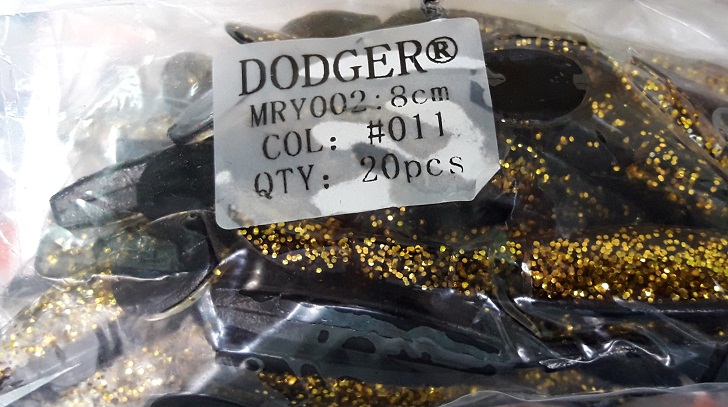 DODGER®
MRY002:8cm
COL: #011
QTY: 20pcs